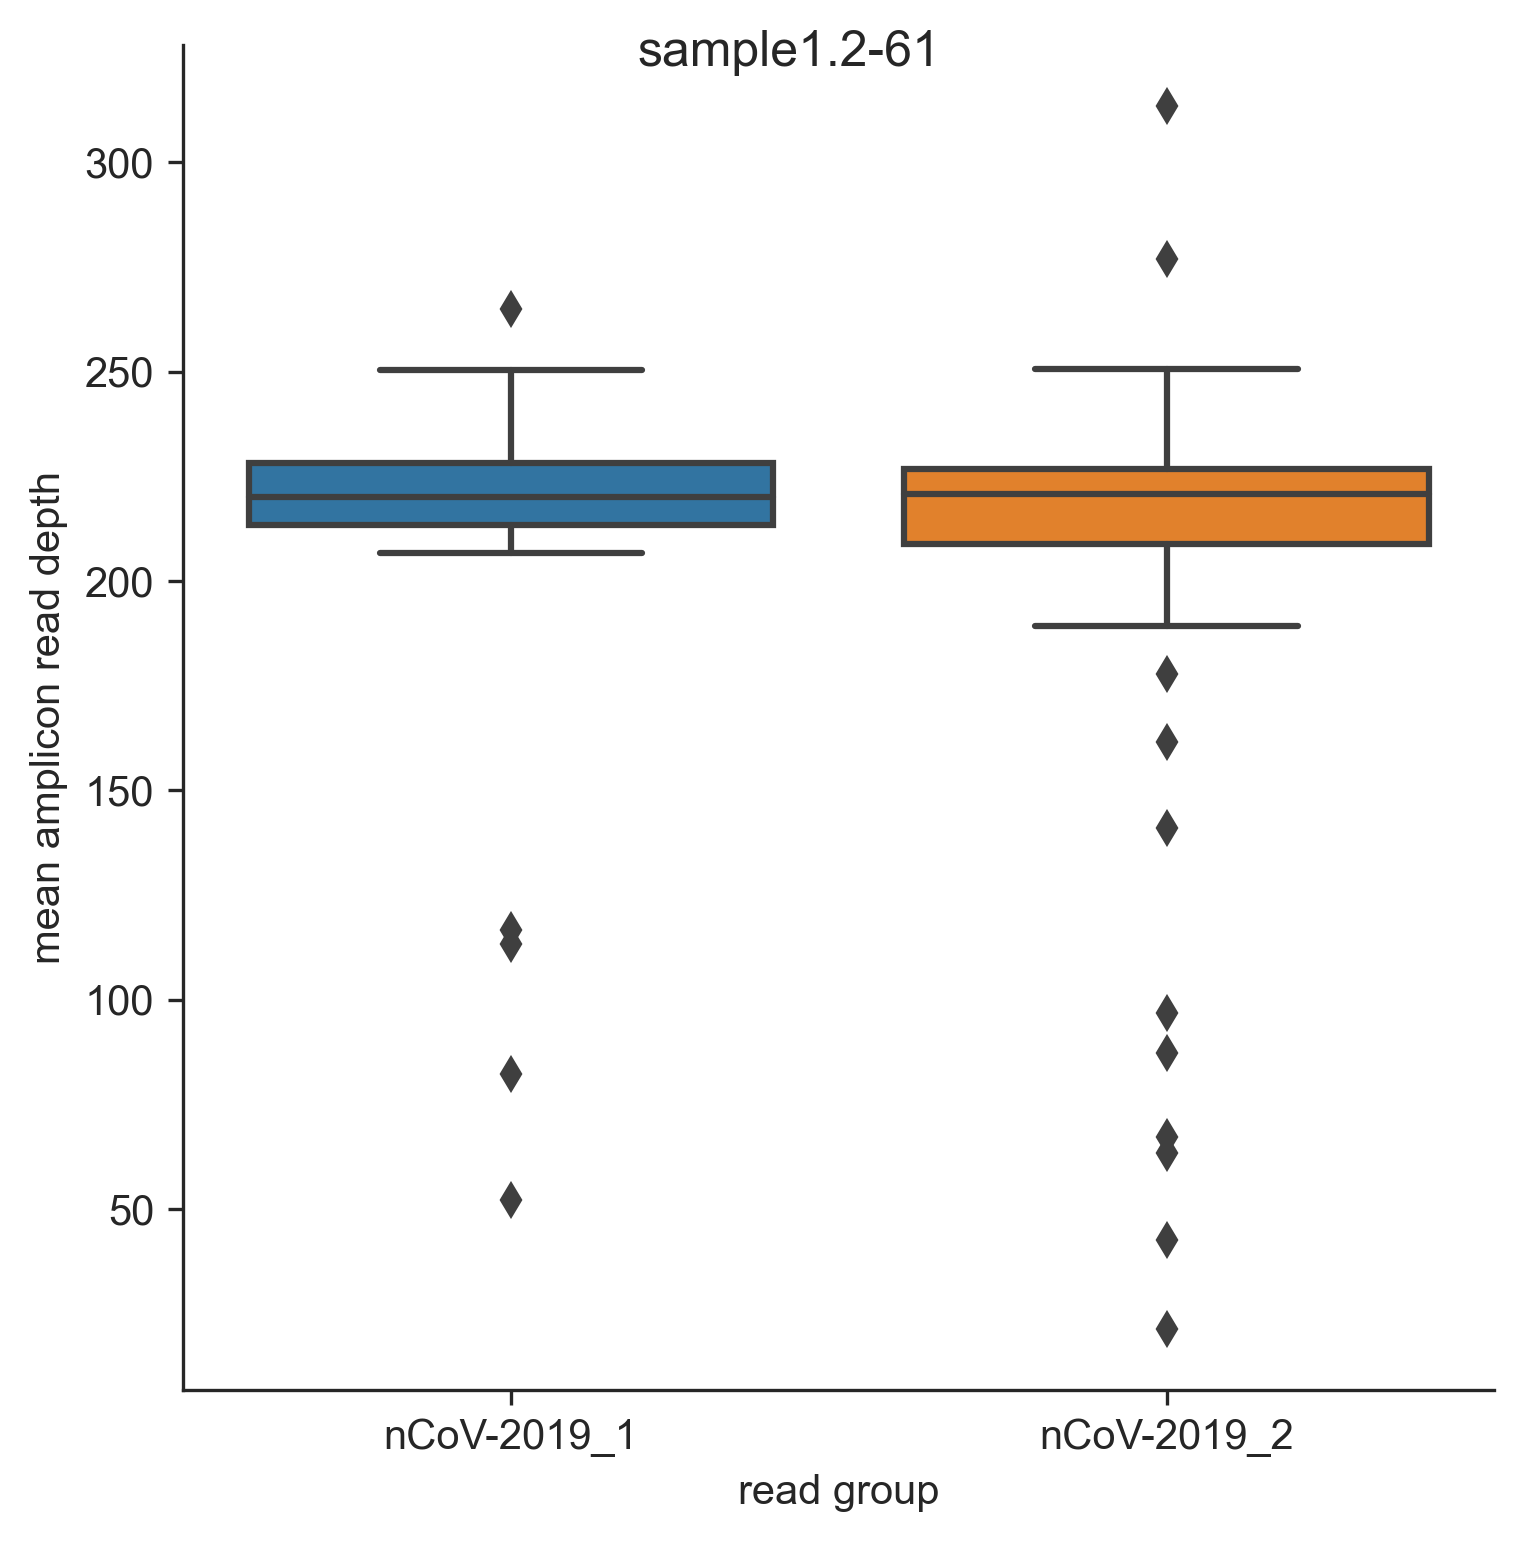 sample1.2-61
mean amplicon read depth
300
250
200
150
100
50
nCoV-2019_1
nCoV-2019_2
read group